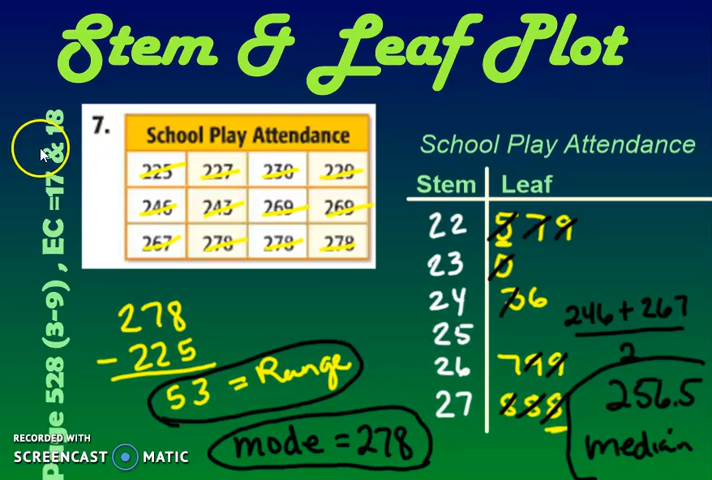 Stem & Leaf Plot
Page 528 (3-9) , EC =17 & 18
7.
School Play Attendance
225 227 230 229
246 243 269 269
267 278 278 278
278
- 225
53 = Range
mode = 278
School Play Attendance
Stem Leaf
22 5 7 9
23 0
24 3 6
25
26 7 9 9
27 8 8 8
246 + 267
2
256.5
median
RECORDED WITH
SCREENCAST MATIC